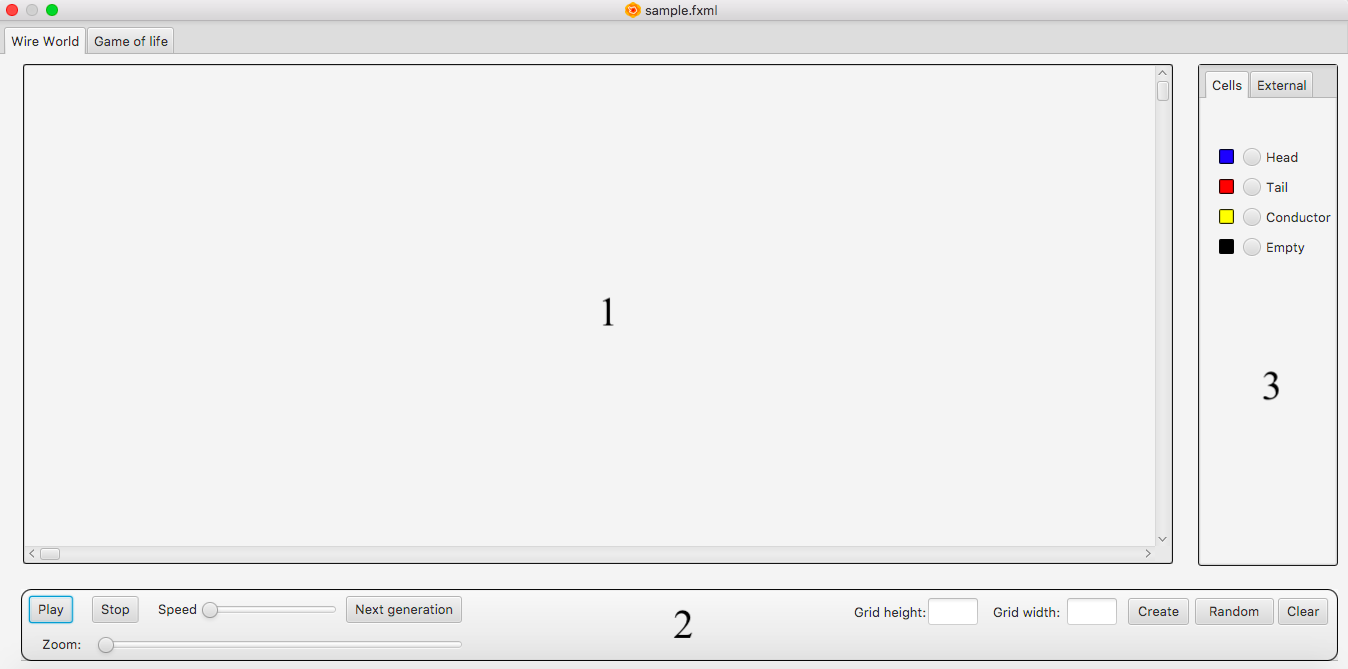 sample.fxml
Wire World Game of life
Cells External
Head
Tail
Conductor
Empty
1
3
Play Stop Speed Next generation 2 Grid height: Grid width: Create Random Clear
Zoom: